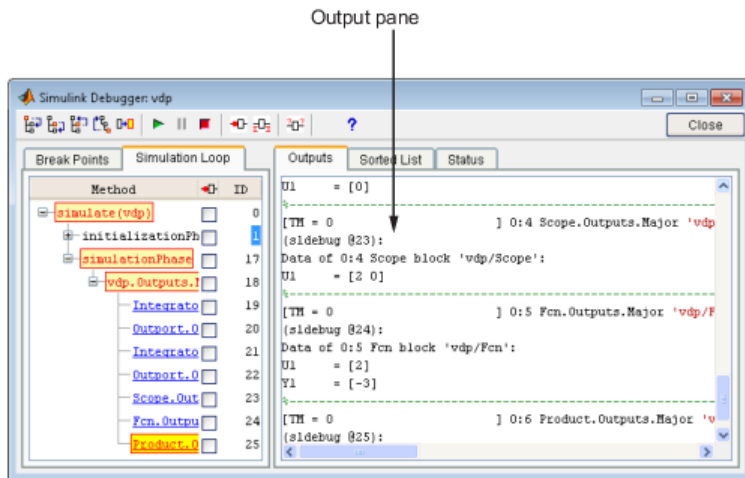 Output pane
Simulink Debugger: vdp
?
Close
Break Points
Simulation Loop
Method
ID
simulate(vdp)
0
initializationPh
1
simulationPhase
17
vdp.Outputs.M
18
Integrato
19
Outport.O
20
Integrato
21
Outport.O
22
Scope.Out
23
Fcn.Outpu
24
Product.O
25
Outputs
Sorted List
Status
U1 = [0]
%----------------------------------------------------------------
[TM = 0 ] 0:4 Scope.Outputs.Major 'vdp
(sldebug @23):
Data of 0:4 Scope block 'vdp/Scope':
U1 = [2 0]
%----------------------------------------------------------------
[TM = 0 ] 0:5 Fcn.Outputs.Major 'vdp/F
(sldebug @24):
Data of 0:5 Fcn block 'vdp/Fcn':
U1 = [2]
Y1 = [-3]
%----------------------------------------------------------------
[TM = 0 ] 0:6 Product.Outputs.Major 'v
(sldebug @25):